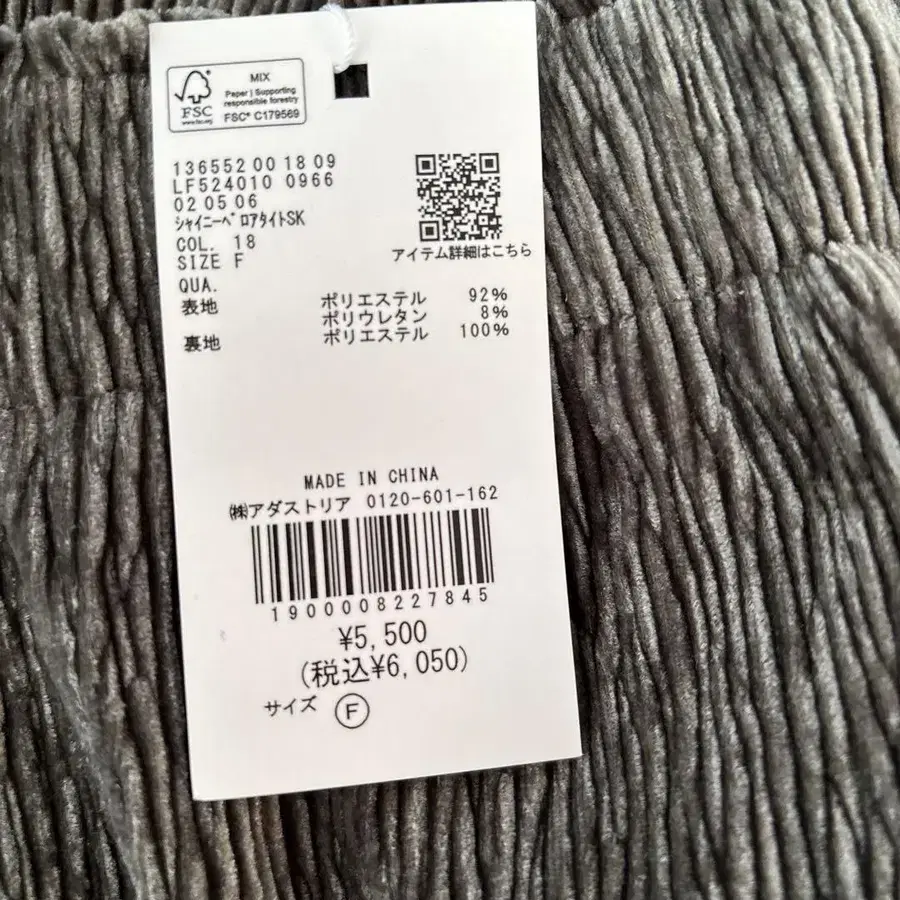 FSC
www.fsc.org
MIX
Paper | Supporting
responsible forestry
FSC® C179569
136552 00 18 09
LF524010 0966
02 05 06
シャイニーベロアタイトSK
COL. 18
SIZE F
QUA.
表地 ポリエステル 92%
ポリウレタン 8%
裏地 ポリエステル 100%
アイテム詳細はこちら
MADE IN CHINA
㈱アダストリア 0120-601-162
1900008227845
¥5,500
(税込¥6,050)
サイズ F